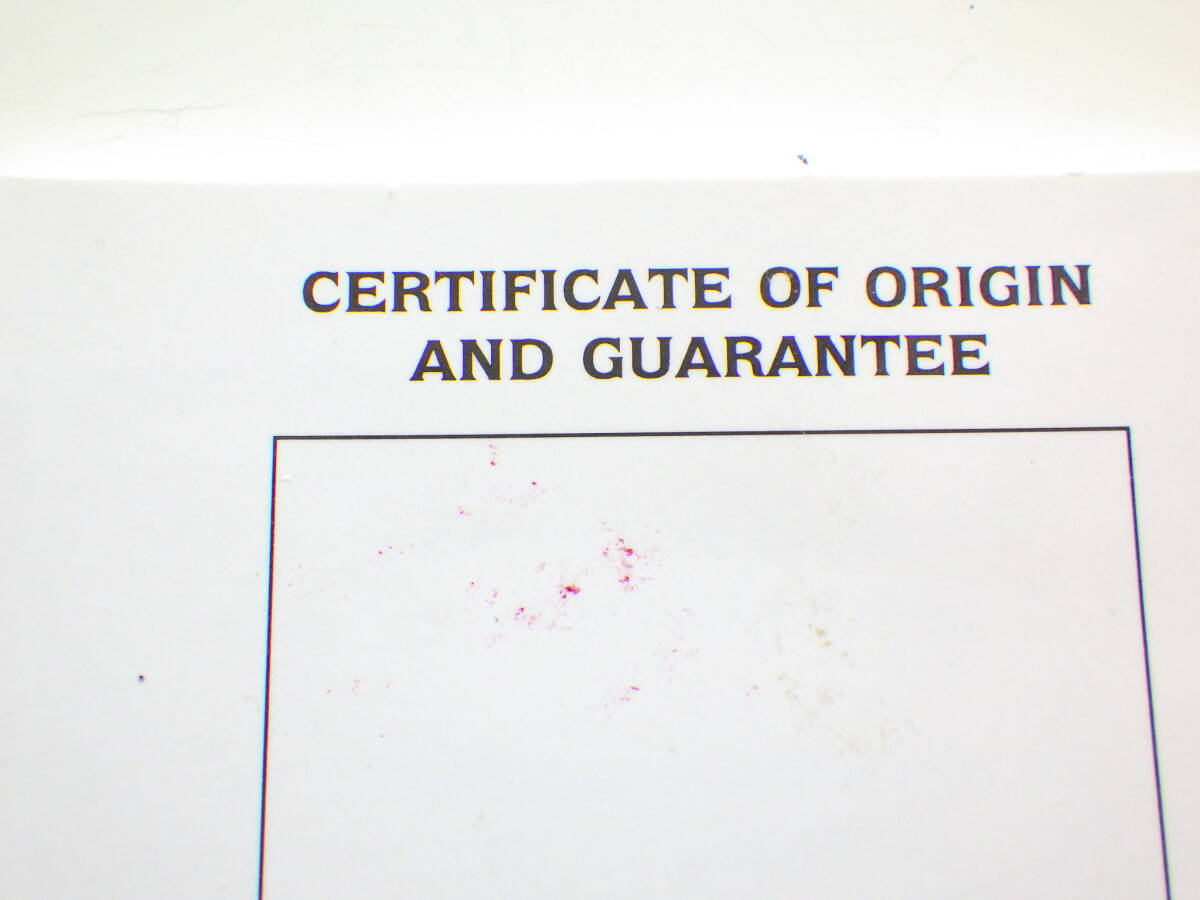 CERTIFICATE OF ORIGIN
AND GUARANTEE